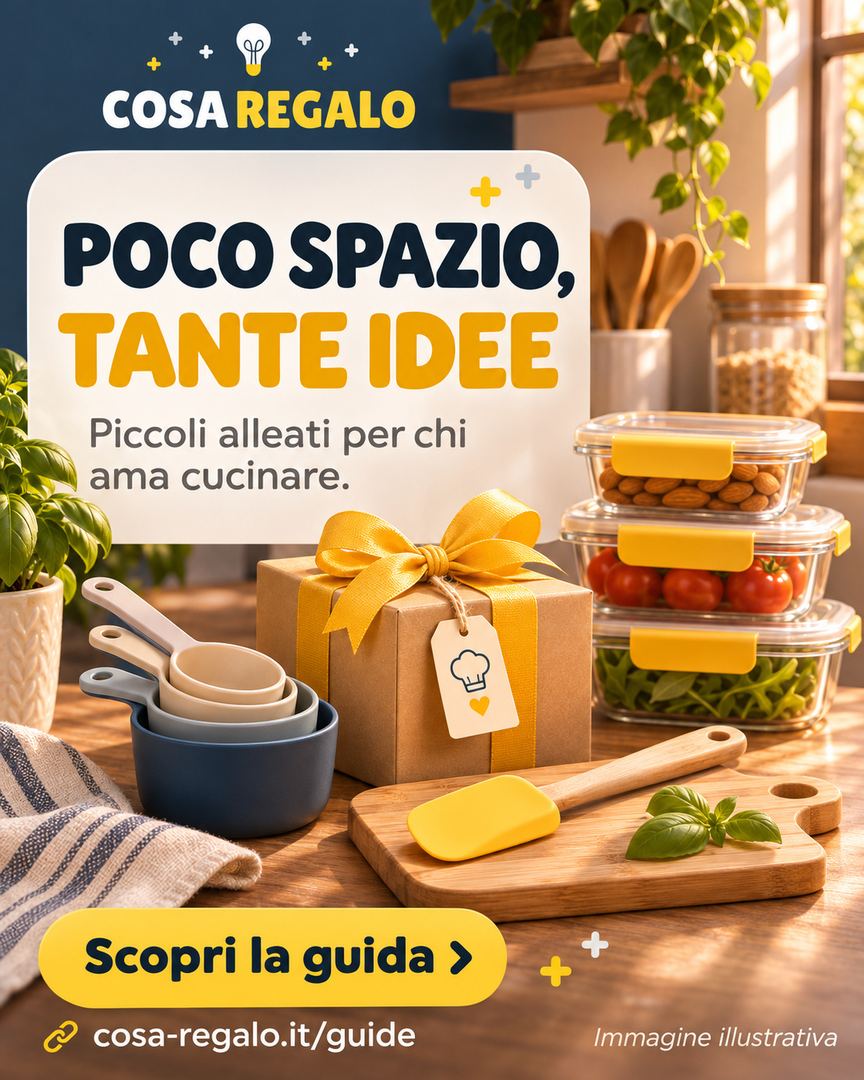 COSA REGALO
POCO SPAZIO,
TANTE IDEE
Piccoli alleati per chi
ama cucinare.
Scopri la guida
cosa-regalo.it/guide
Immagine illustrativa